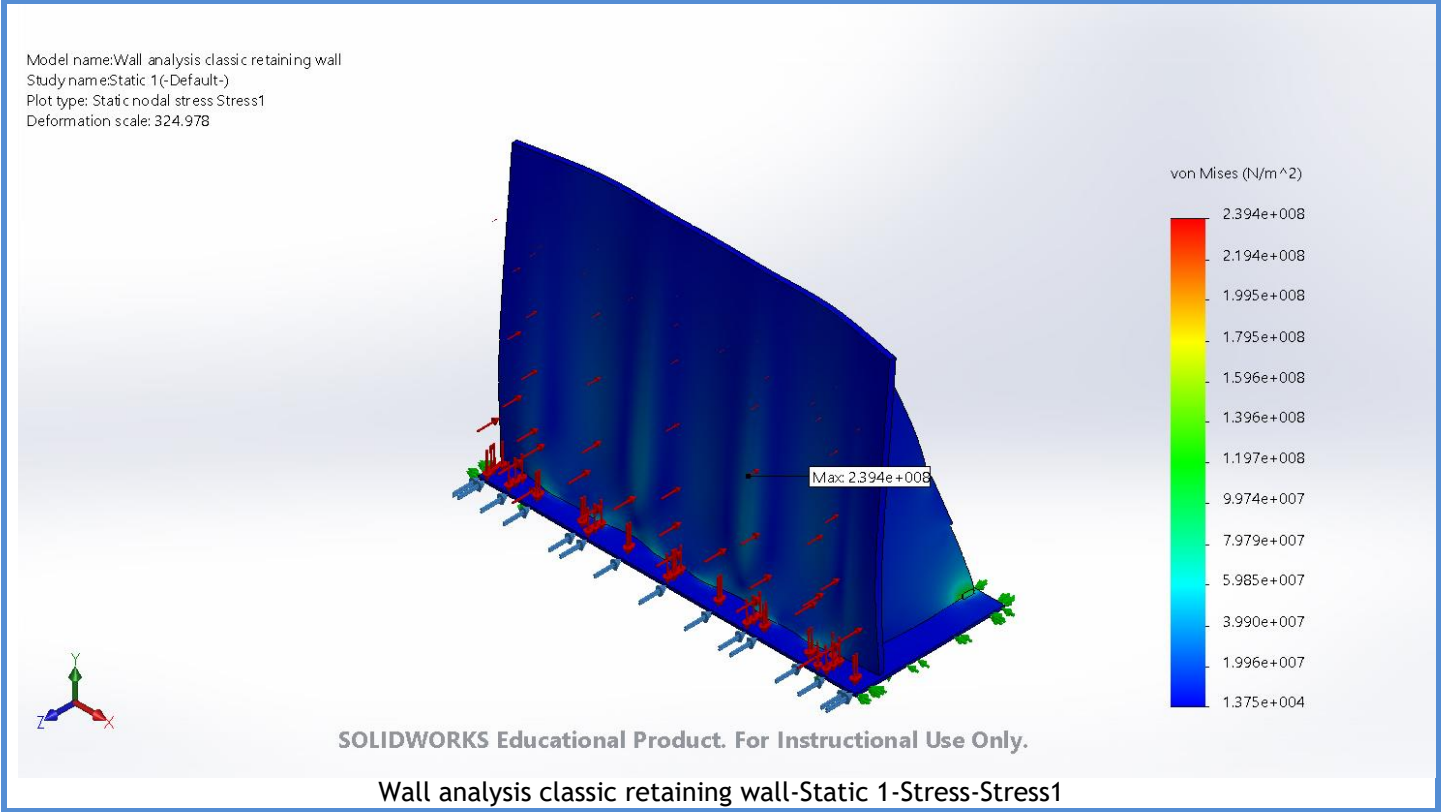 Model name:Wall analysis classic retaining wall
Study name:Static 1(-Default-)
Plot type: Static nodal stress Stress1
Deformation scale: 324.978
von Mises (N/m^2)
2.394e+008
2.194e+008
1.995e+008
1.795e+008
1.596e+008
1.396e+008
1.197e+008
9.974e+007
7.979e+007
5.985e+007
3.990e+007
1.996e+007
1.375e+004
Max: 2.394e+008
Y
Z
X
SOLIDWORKS Educational Product. For Instructional Use Only.
Wall analysis classic retaining wall-Static 1-Stress-Stress1